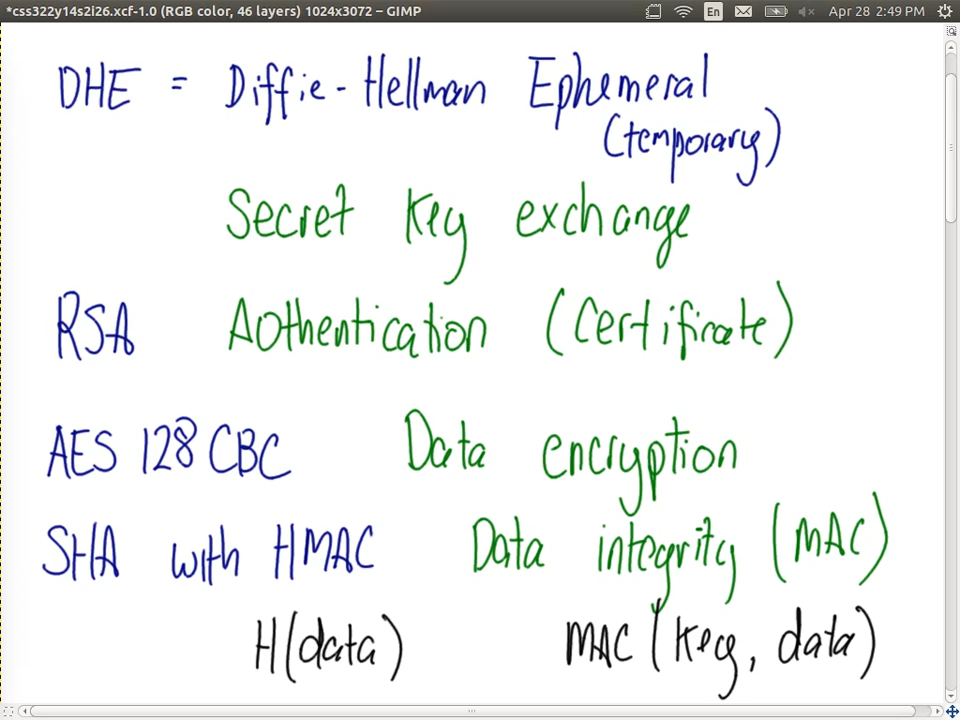 *css322y14s2i26.xcf-1.0 (RGB color, 46 layers) 1024x3072 – GIMP En Apr 28 2:49 PM
DHE = Diffie-Hellman Ephemeral
(temporary)
Secret Key exchange
RSA Authentication (Certificate)
AES 128 CBC Data encryption
SHA with HMAC Data integrity (MAC)
H(data) MAC(Key, data)